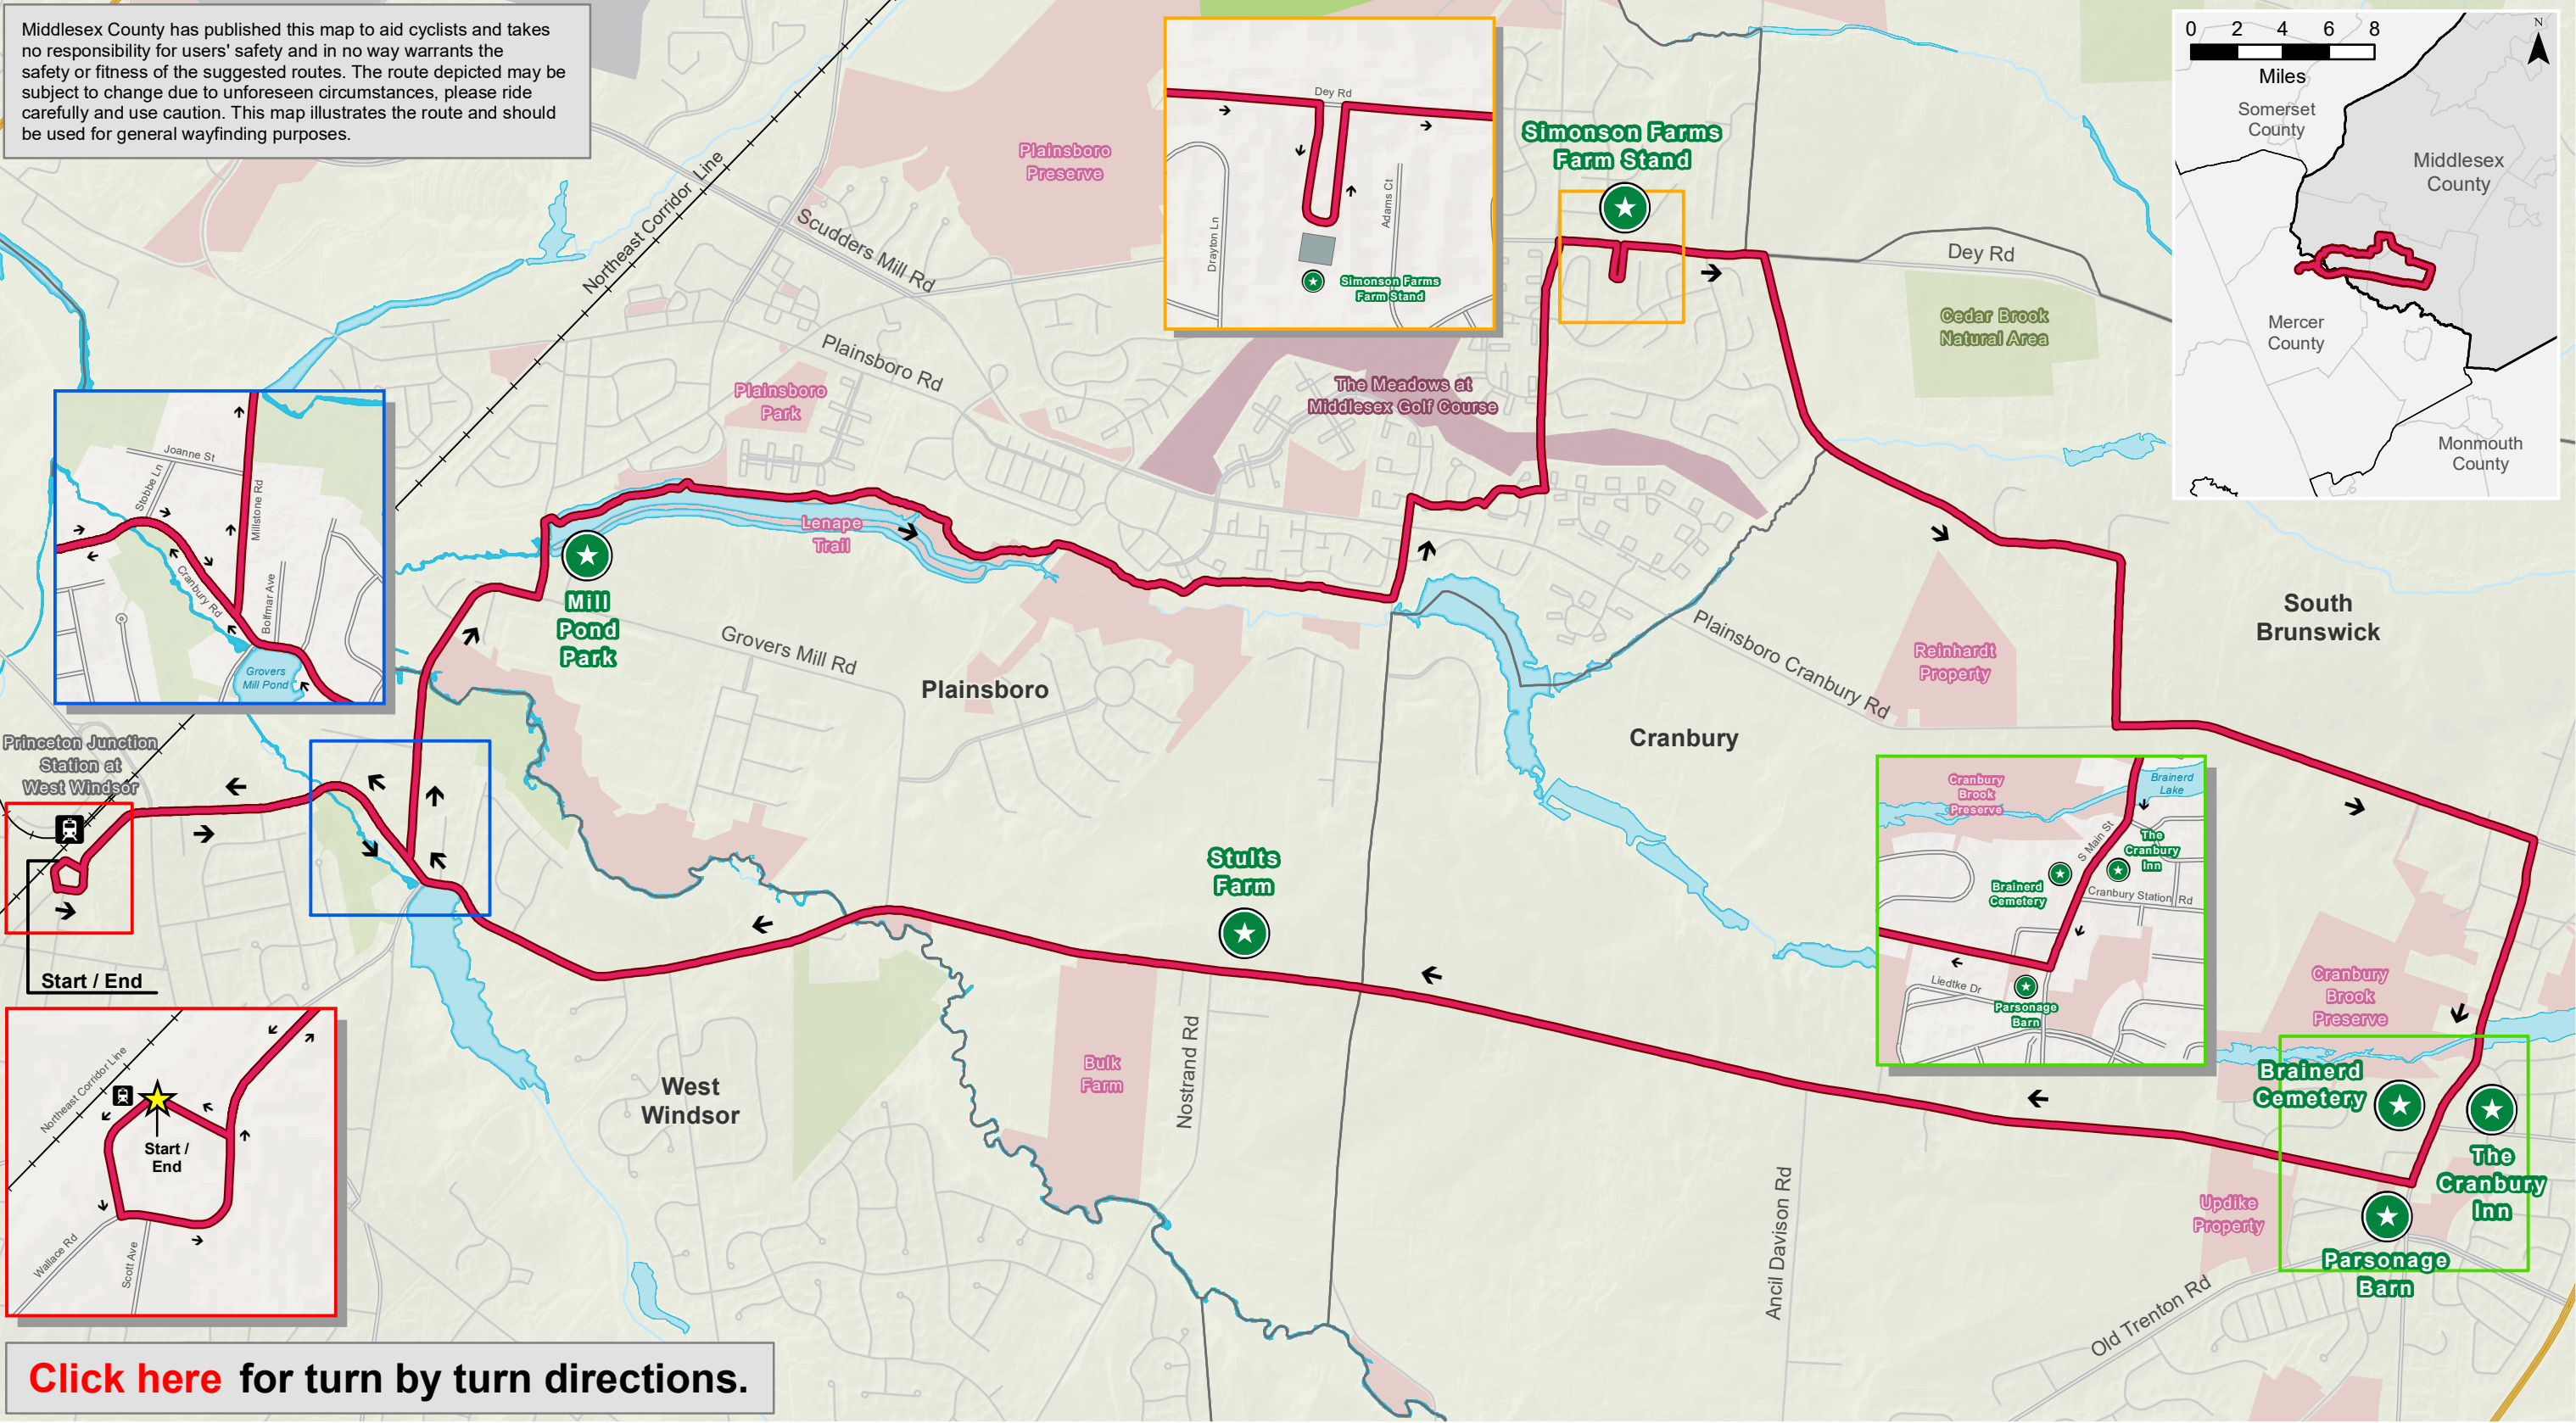 Middlesex County has published this map to aid cyclists and takes
no responsibility for users' safety and in no way warrants the
safety or fitness of the suggested routes. The route depicted may be
subject to change due to unforeseen circumstances, please ride
carefully and use caution. This map illustrates the route and should
be used for general wayfinding purposes.
Dey Rd
Drayton Ln
Adams Ct
Simonson Farms
Farm Stand
Simonson Farms
Farm Stand
0 2 4 6 8
Miles
N
Somerset
County
Middlesex
County
Mercer
County
Monmouth
County
Plainsboro
Preserve
Northeast Corridor Line
Scudders Mill Rd
Plainsboro Rd
Plainsboro
Park
The Meadows at
Middlesex Golf Course
Dey Rd
Cedar Brook
Natural Area
Joanne St
Stobbe Ln
Millstone Rd
Cranbury Rd
Bolfmar Ave
Grovers
Mill Pond
Lenape
Trail
Mill
Pond
Park
Grovers Mill Rd
Plainsboro
Plainsboro Cranbury Rd
Reinhardt
Property
South
Brunswick
Cranbury
Princeton Junction
Station at
West Windsor
Start / End
Stults
Farm
Cranbury
Brook
Preserve
Brainerd
Lake
S Main St
The
Cranbury
Inn
Brainerd
Cemetery
Cranbury Station Rd
Liedtke Dr
Parsonage
Barn
Cranbury
Brook
Preserve
Brainerd
Cemetery
The
Cranbury
Inn
Parsonage
Barn
Updike
Property
Old Trenton Rd
Ancil Davison Rd
Nostrand Rd
Bulk
Farm
West
Windsor
Northeast Corridor Line
Start /
End
Wallace Rd
Scott Ave
Click here for turn by turn directions.